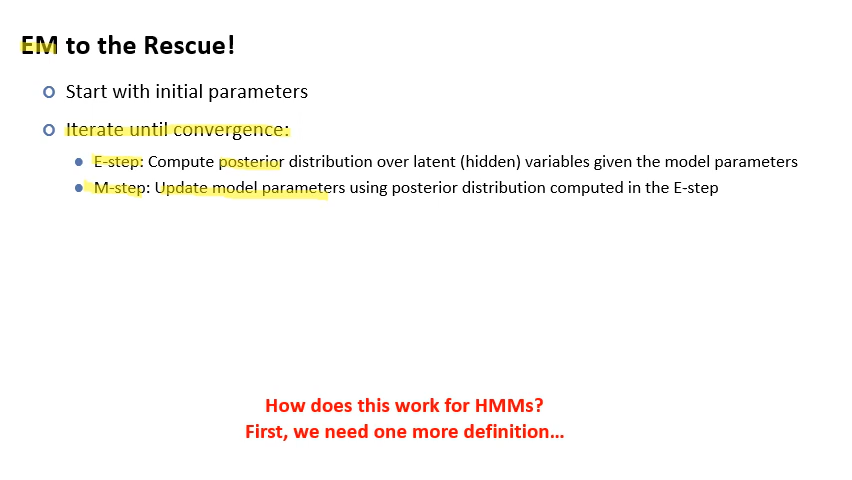 EM to the Rescue!
Start with initial parameters
Iterate until convergence:
E-step: Compute posterior distribution over latent (hidden) variables given the model parameters
M-step: Update model parameters using posterior distribution computed in the E-step
How does this work for HMMs?
First, we need one more definition…